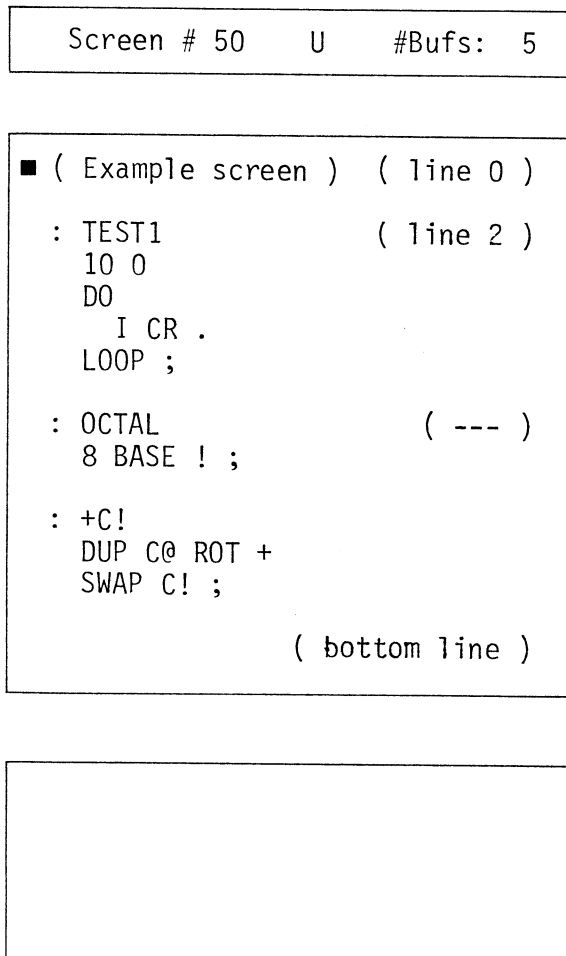 Screen # 50 U #Bufs: 5
■ ( Example screen ) ( line 0 )
: TEST1 ( line 2 )
10 0
DO
I CR .
LOOP ;
: OCTAL ( --- )
8 BASE ! ;
: +C!
DUP C@ ROT +
SWAP C! ;
( bottom line )